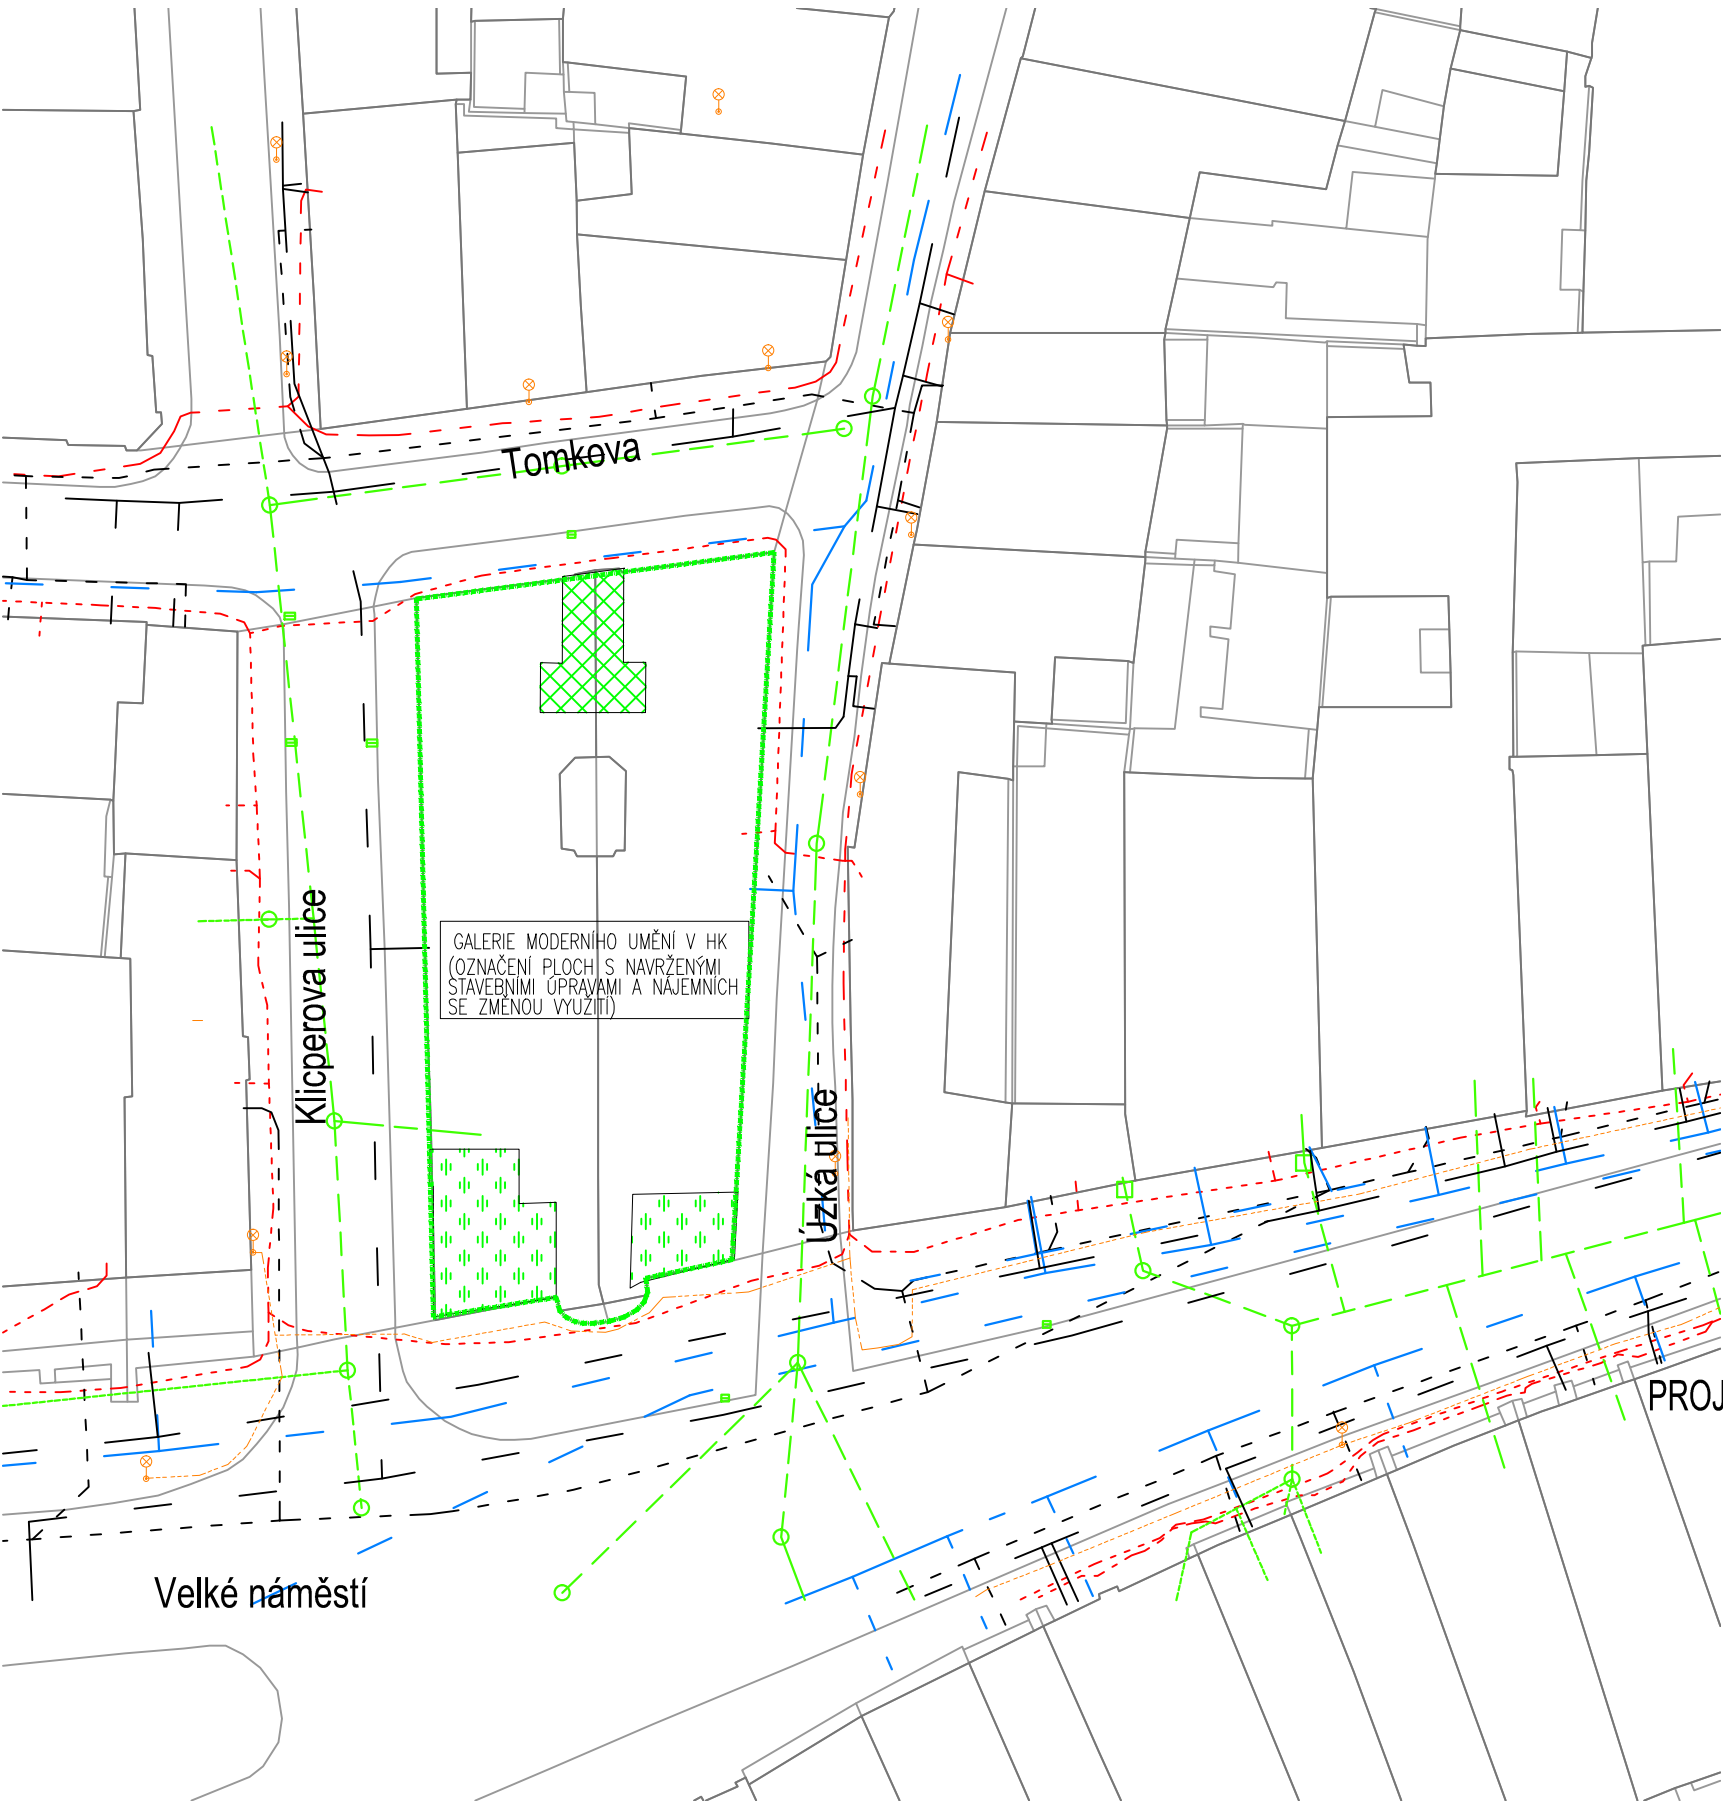 Tomkova
GALERIE MODERNÍHO UMĚNÍ V HK
(OZNAČENÍ PLOCH S NAVRŽENÝMI
STAVEBNÍMI ÚPRAVAMI A NÁJEMNÍCH
SE ZMĚNOU VYUŽITÍ)
Klicperova ulice
Úzká ulice
PROJ
Velké náměstí